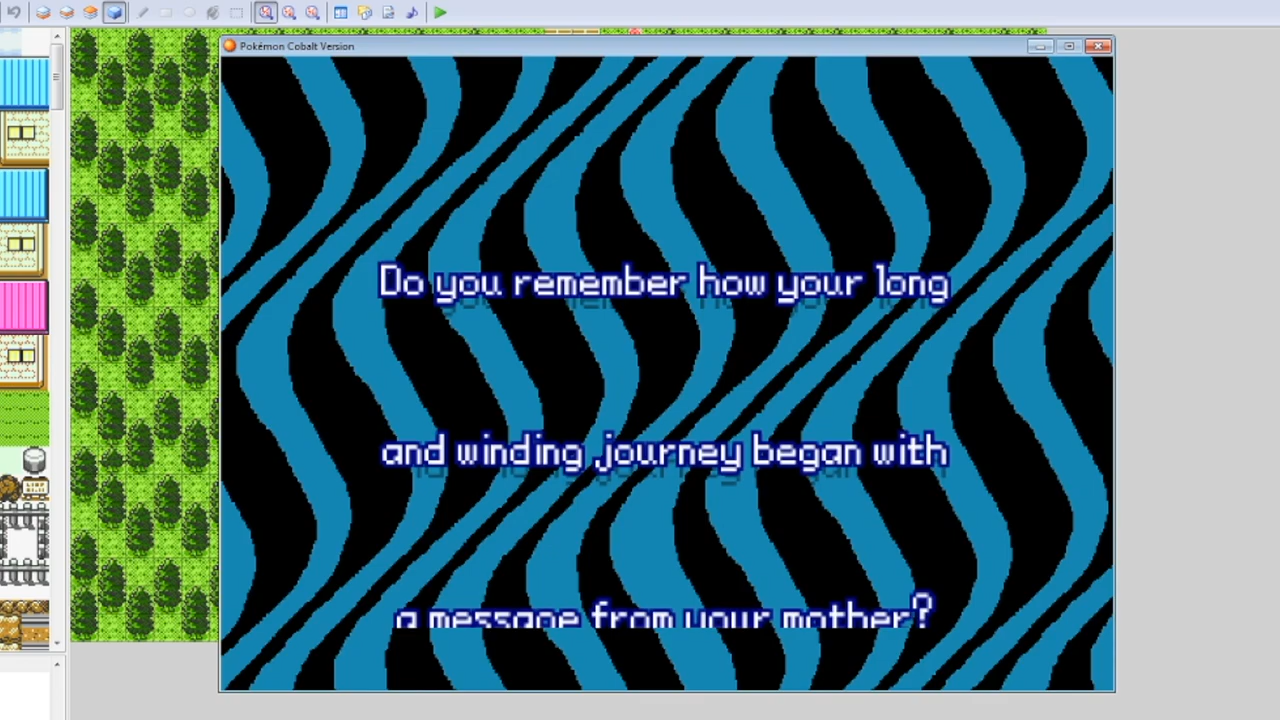 Pokémon Cobalt Version
Do you remember how your long
and winding journey began with
a message from your mother?